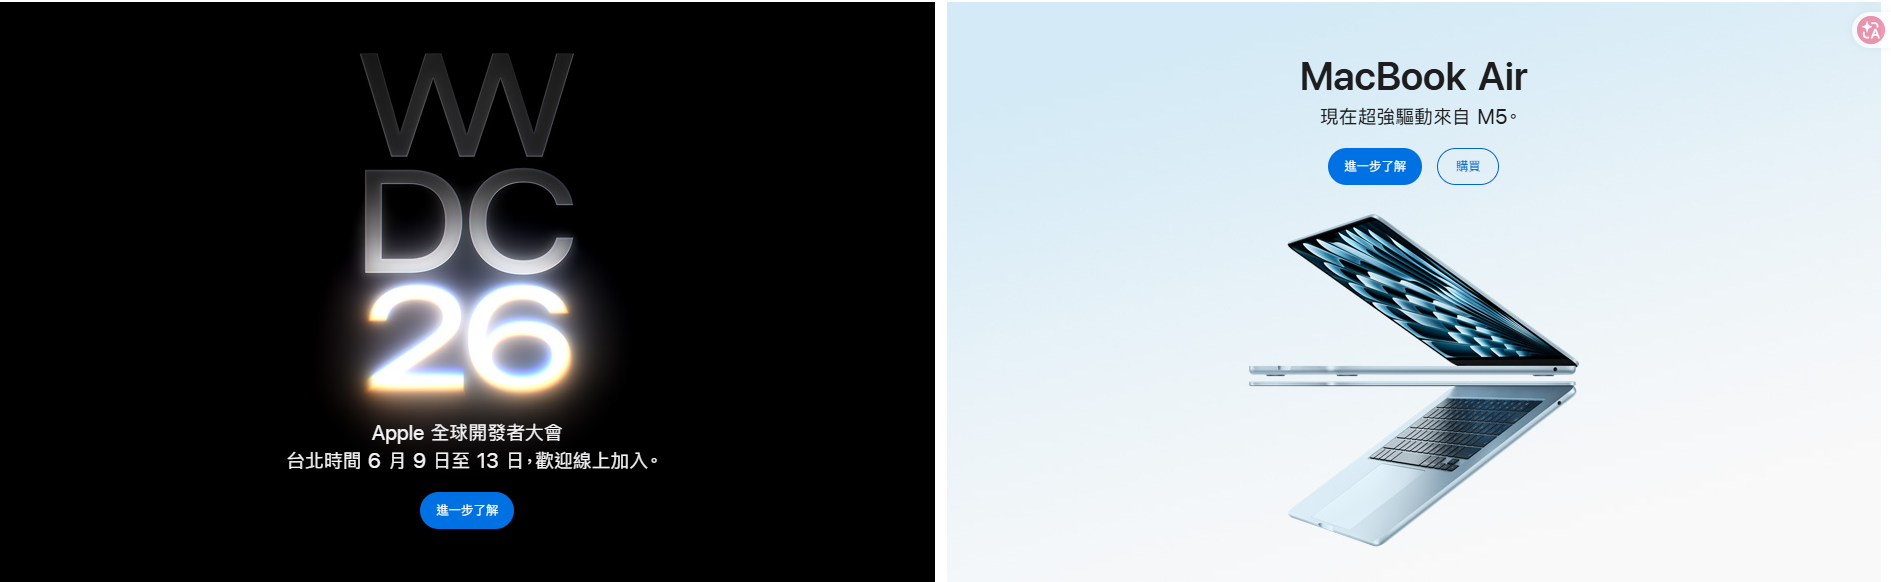 WWDC
26
Apple 全球開發者大會
台北時間 6 月 9 日至 13 日，歡迎線上加入。
進一步了解
MacBook Air
現在超強驅動來自 M5。
進一步了解
購買